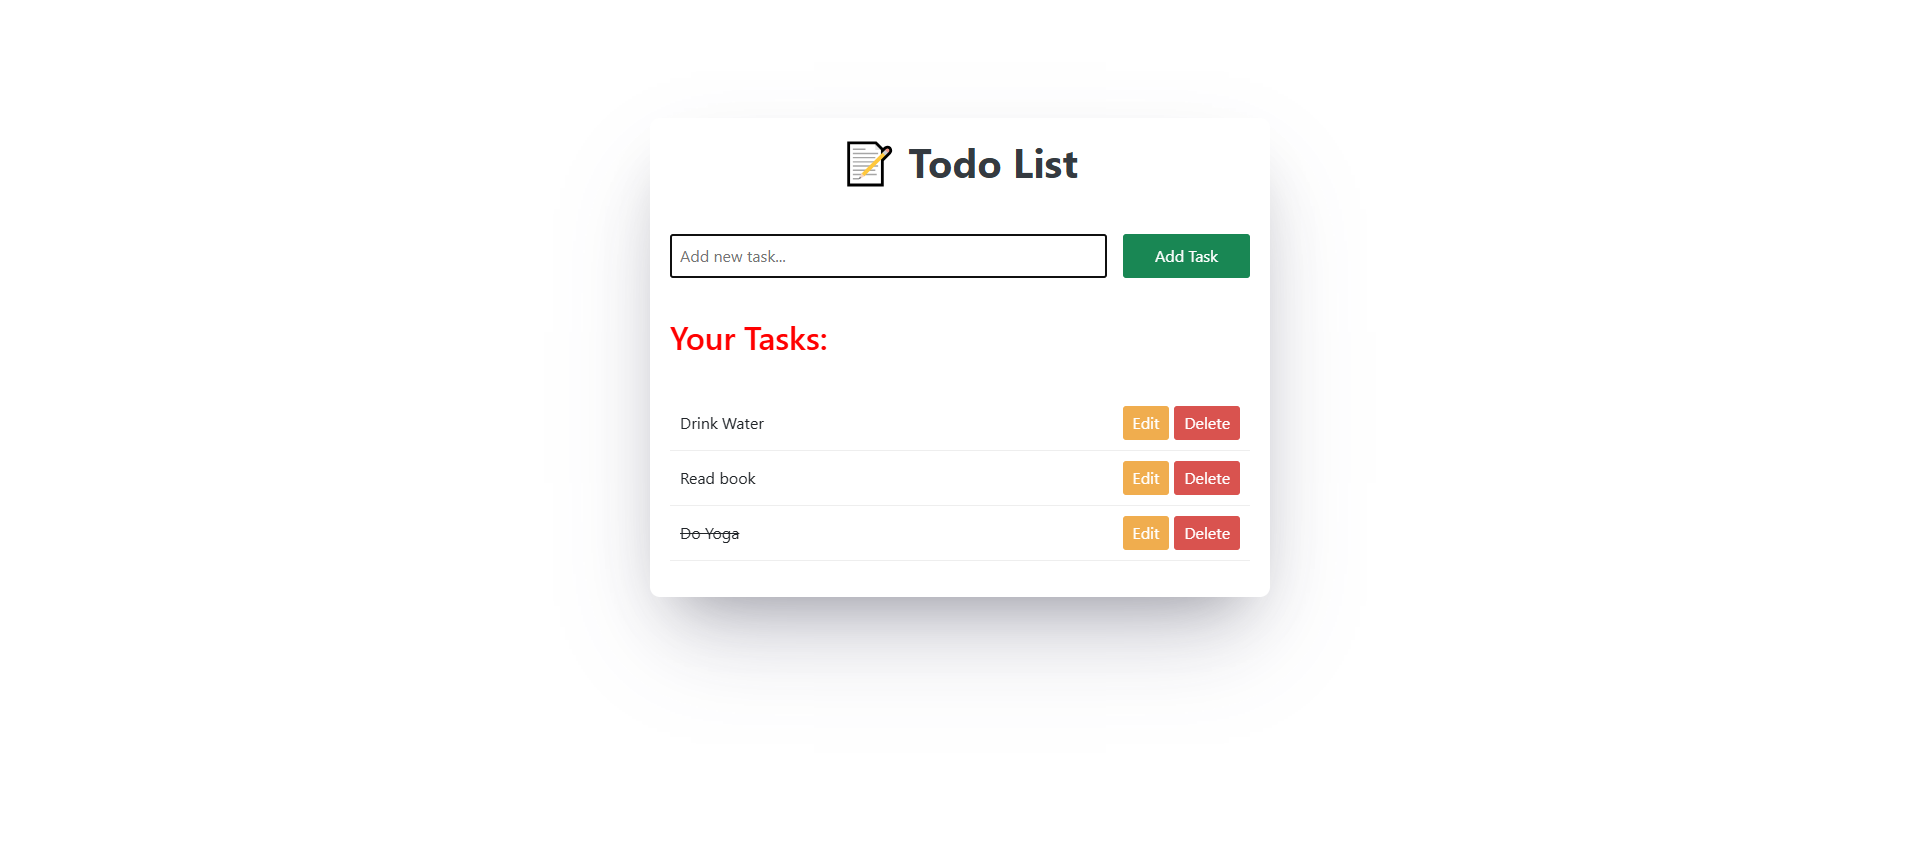 📝 Todo List
Add new task...
Add Task
Your Tasks:
Drink Water
Edit
Delete
Read book
Edit
Delete
Do Yoga
Edit
Delete